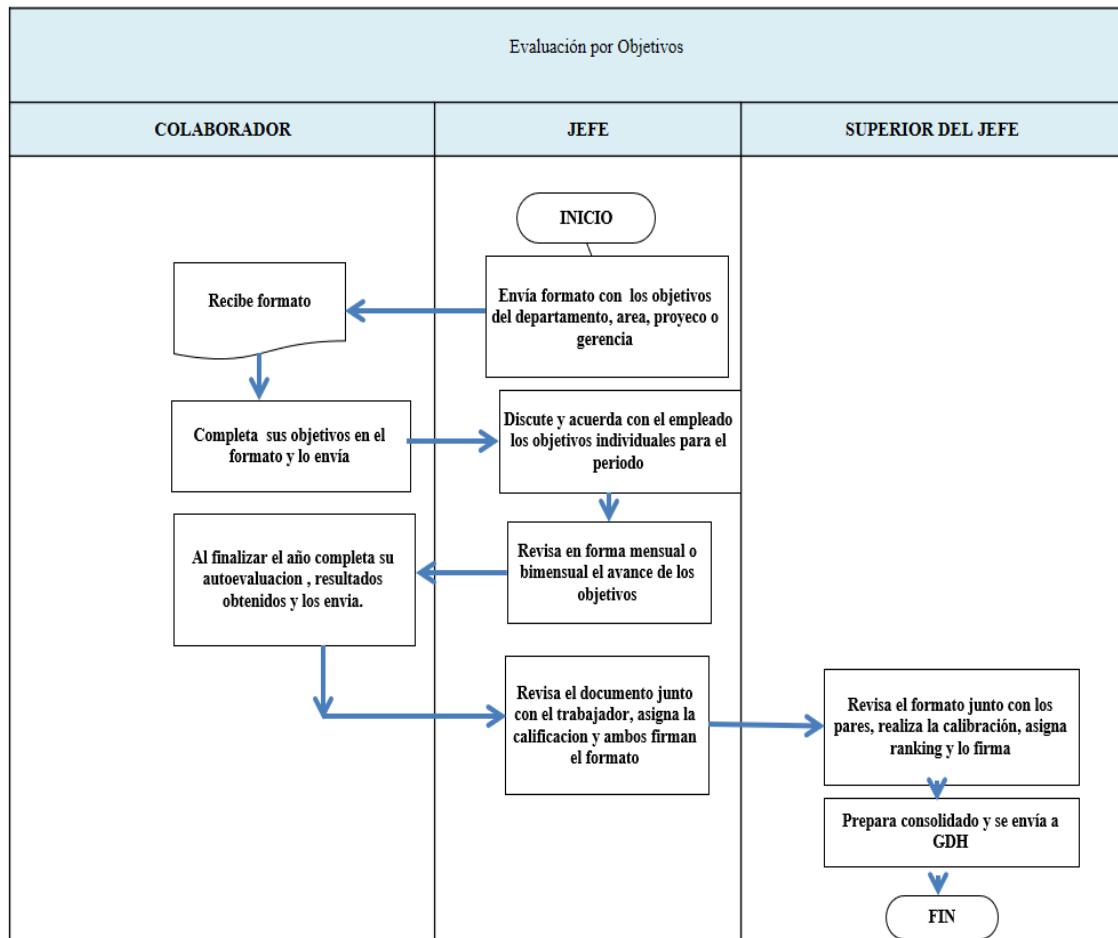 Evaluación por Objetivos
COLABORADOR
JEFE
SUPERIOR DEL JEFE
INICIO
Envía formato con los objetivos
del departamento, area, proyeco o
gerencia
Recibe formato
Completa sus objetivos en el
formato y lo envía
Discute y acuerda con el empleado
los objetivos individuales para el
periodo
Revisa en forma mensual o
bimensual el avance de los
objetivos
Al finalizar el año completa su
autoevaluacion , resultados
obtenidos y los envia.
Revisa el documento junto
con el trabajador, asigna la
calificacion y ambos firman
el formato
Revisa el formato junto con los
pares, realiza la calibración, asigna
ranking y lo firma
Prepara consolidado y se envía a
GDH
FIN